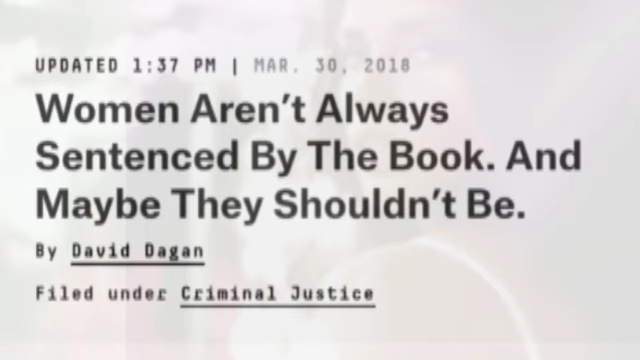 UPDATED 1:37 PM | MAR. 30, 2018
Women Aren't Always
Sentenced By The Book. And
Maybe They Shouldn't Be.
By David Dagan
Filed under Criminal Justice